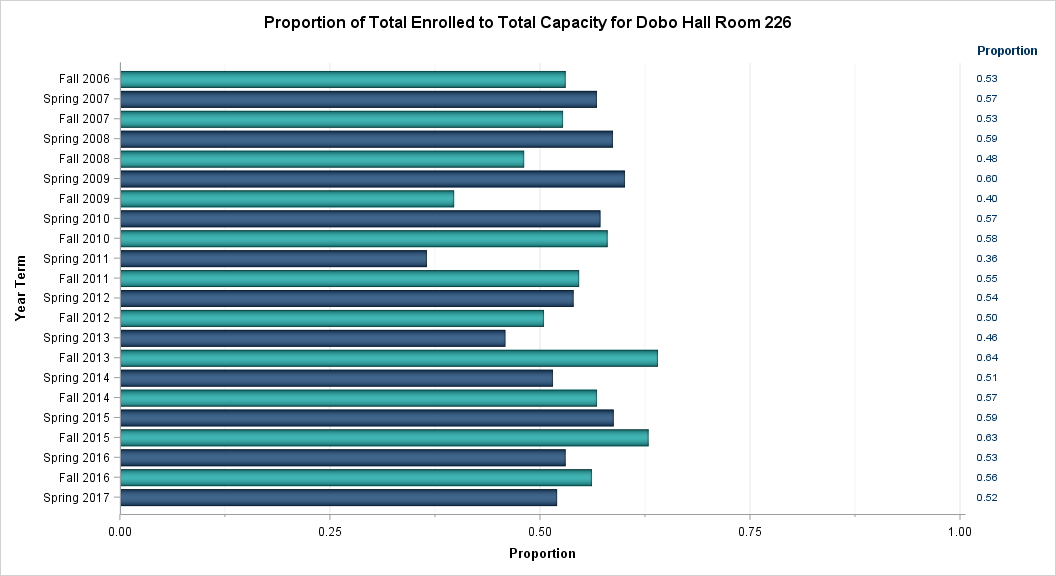 Proportion of Total Enrolled to Total Capacity for Dobo Hall Room 226
Proportion
Fall 2006 0.53
Spring 2007 0.57
Fall 2007 0.53
Spring 2008 0.59
Fall 2008 0.48
Spring 2009 0.60
Fall 2009 0.40
Spring 2010 0.57
Fall 2010 0.58
Spring 2011 0.36
Fall 2011 0.55
Spring 2012 0.54
Fall 2012 0.50
Spring 2013 0.46
Fall 2013 0.64
Spring 2014 0.51
Fall 2014 0.57
Spring 2015 0.59
Fall 2015 0.63
Spring 2016 0.53
Fall 2016 0.56
Spring 2017 0.52
Year Term
0.00 0.25 0.50 0.75 1.00
Proportion